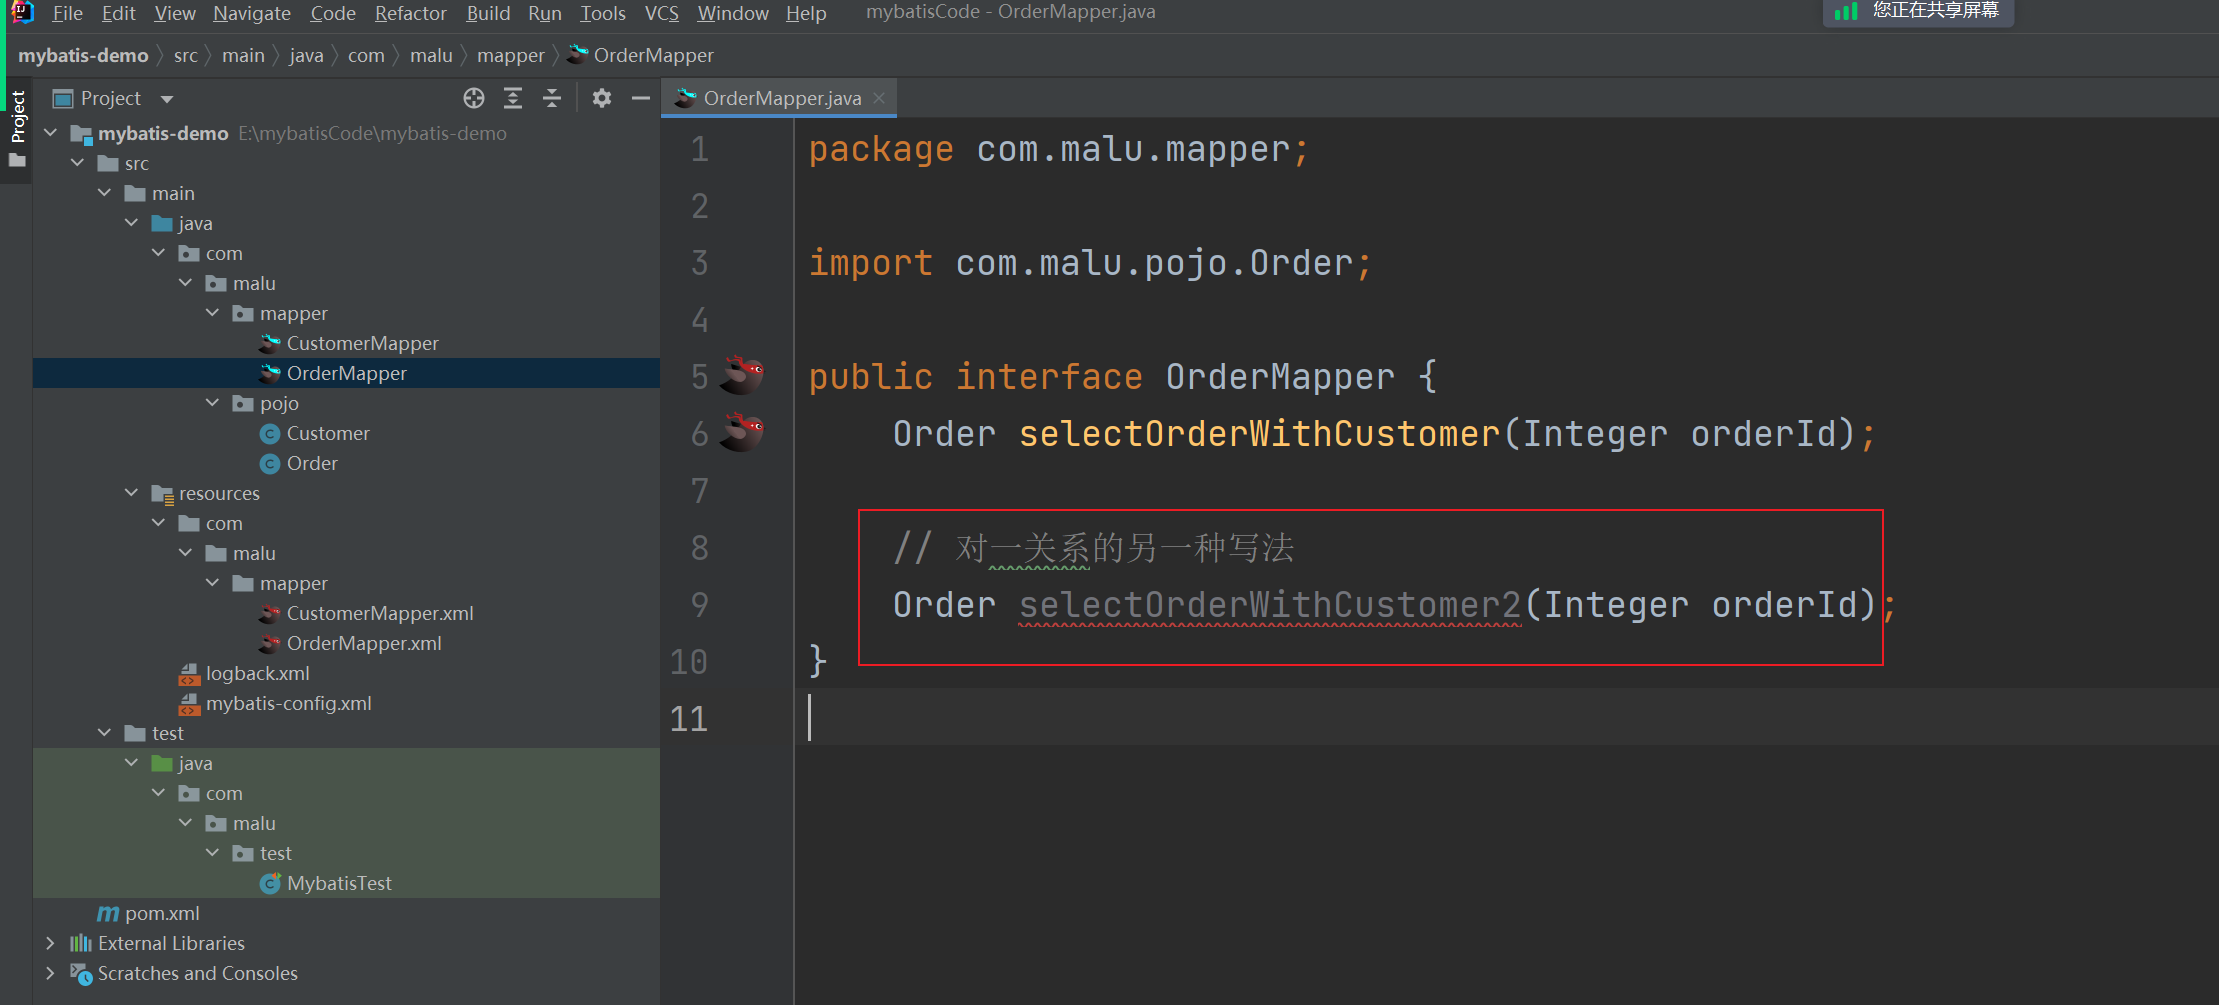 File Edit View Navigate Code Refactor Build Run Tools VCS Window Help mybatisCode - OrderMapper.java 您正在共享屏幕
mybatis-demo src main java com malu mapper OrderMapper
Project
Project
mybatis-demo E:\mybatisCode\mybatis-demo
src
main
java
com
malu
mapper
CustomerMapper
OrderMapper
pojo
Customer
Order
resources
com
malu
mapper
CustomerMapper.xml
OrderMapper.xml
logback.xml
mybatis-config.xml
test
java
com
malu
test
MybatisTest
pom.xml
External Libraries
Scratches and Consoles
OrderMapper.java
1 package com.malu.mapper;
2
3 import com.malu.pojo.Order;
4
5 public interface OrderMapper {
6 Order selectOrderWithCustomer(Integer orderId);
7
8 // 对一关系的另一种写法
9 Order selectOrderWithCustomer2(Integer orderId);
10 }
11